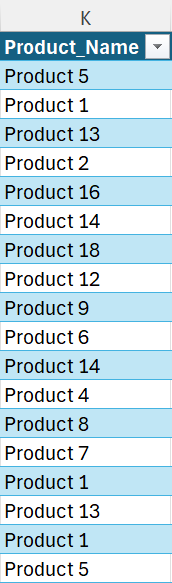 K
Product_Name
Product 5
Product 1
Product 13
Product 2
Product 16
Product 14
Product 18
Product 12
Product 9
Product 6
Product 14
Product 4
Product 8
Product 7
Product 1
Product 13
Product 1
Product 5